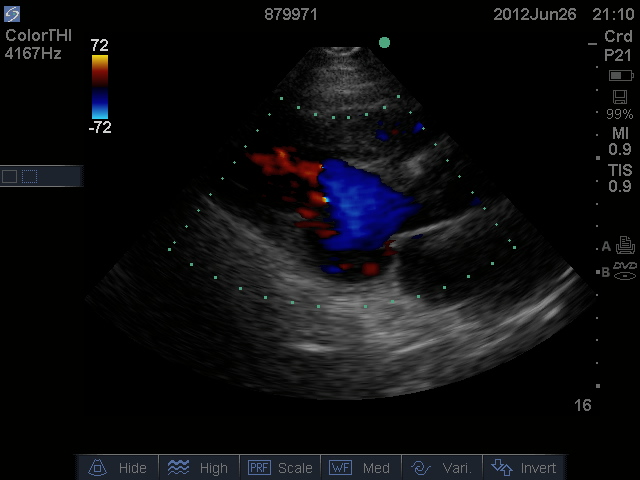 879971
2012Jun26 21:10
ColorTHI
4167Hz
72
-72
Crd
P21
99%
MI
0.9
TIS
0.9
A
B DVD
16
Hide
High
PRF Scale
WF Med
Vari.
Invert